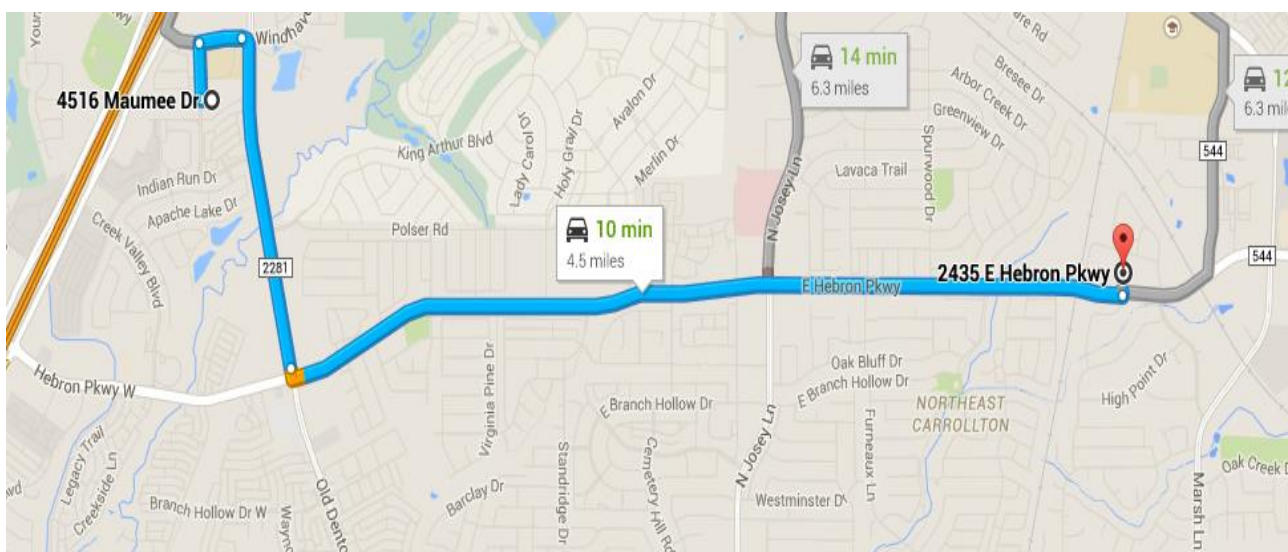 Windhav
14 min
6.3 miles
12
6.3 mil
4516 Maumee Dr.
King Arthur Blvd
Lady Carol Dr
Holy Grail Dr
Avalon Dr
Merlin Dr
N Josey Ln
Bresee Dr
Arbor Creek Dr
Greenview Dr
Spurwood Dr
Lavaca Trail
544
Indian Run Dr
Apache Lake Dr
Creek Valley Blvd
Polser Rd
10 min
4.5 miles
2281
E Hebron Pkwy
2435 E Hebron Pkwy
544
Hebron Pkwy W
Virginia Pine Dr
Oak Bluff Dr
E Branch Hollow Dr
E Branch Hollow Dr
High Point Dr
NORTHEAST
CARROLLTON
Legacy Trail
Creekside Ln
Standridge Dr
Cemetery Hill Rd
N Josey Ln
Furneaux Ln
Oak Creek D
Old Dento
Barclay Dr
Westminster D
Marsh Ln
Branch Hollow Dr W